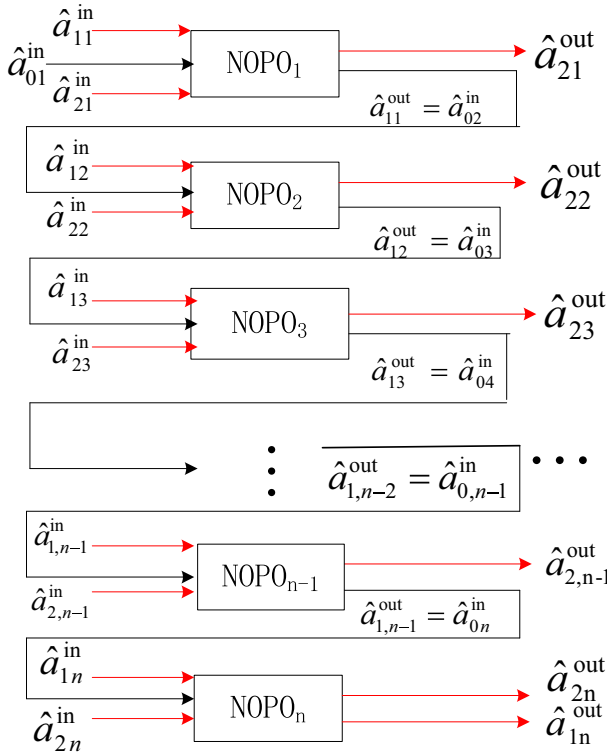 â₁₁ⁱⁿ
â₀₁ⁱⁿ NOPO₁ â₂₁ᵒᵘᵗ
â₂₁ⁱⁿ
â₁₁ᵒᵘᵗ = â₀₂ⁱⁿ
â₁₂ⁱⁿ
NOPO₂ â₂₂ᵒᵘᵗ
â₂₂ⁱⁿ
â₁₂ᵒᵘᵗ = â₀₃ⁱⁿ
â₁₃ⁱⁿ
NOPO₃ â₂₃ᵒᵘᵗ
â₂₃ⁱⁿ
â₁₃ᵒᵘᵗ = â₀₄ⁱⁿ
⋮ • • •
â₁,ₙ₋₂ᵒᵘᵗ = â₀,ₙ₋₁ⁱⁿ
â₁,ₙ₋₁ⁱⁿ
NOPOₙ₋₁ â₂,ₙ₋₁ᵒᵘᵗ
â₂,ₙ₋₁ⁱⁿ
â₁,ₙ₋₁ᵒᵘᵗ = â₀ₙⁱⁿ
â₁ₙⁱⁿ
NOPOₙ â₂ₙᵒᵘᵗ
â₂ₙⁱⁿ â₁ₙᵒᵘᵗ